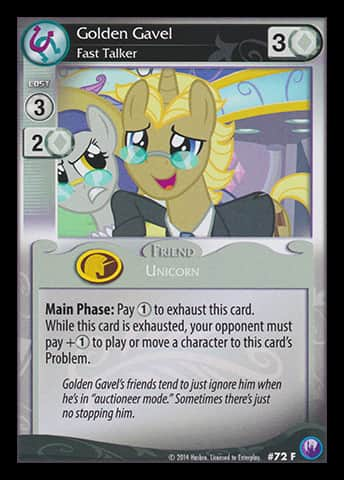 Golden Gavel
Fast Talker
3
COST
3
2
FRIEND
UNICORN
Main Phase: Pay 1 to exhaust this card.
While this card is exhausted, your opponent must
pay +1 to play or move a character to this card's
Problem.
Golden Gavel's friends tend to just ignore him when
he's in "auctioneer mode." Sometimes there's just
no stopping him.
© 2014 Hasbro. Licensed to Enterplay. #72 F